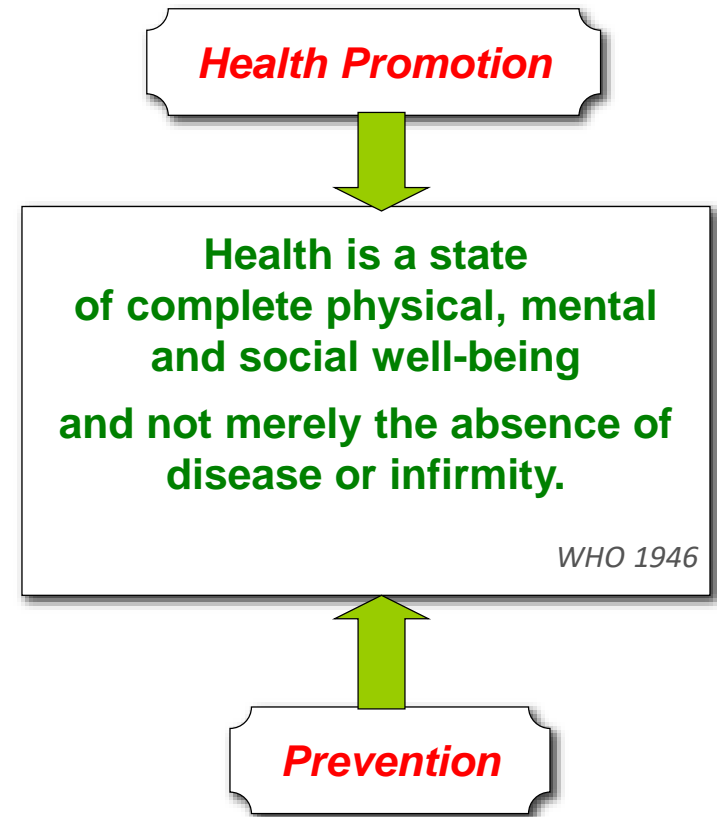 Health Promotion
Health is a state
of complete physical, mental
and social well-being
and not merely the absence of
disease or infirmity.
WHO 1946
Prevention